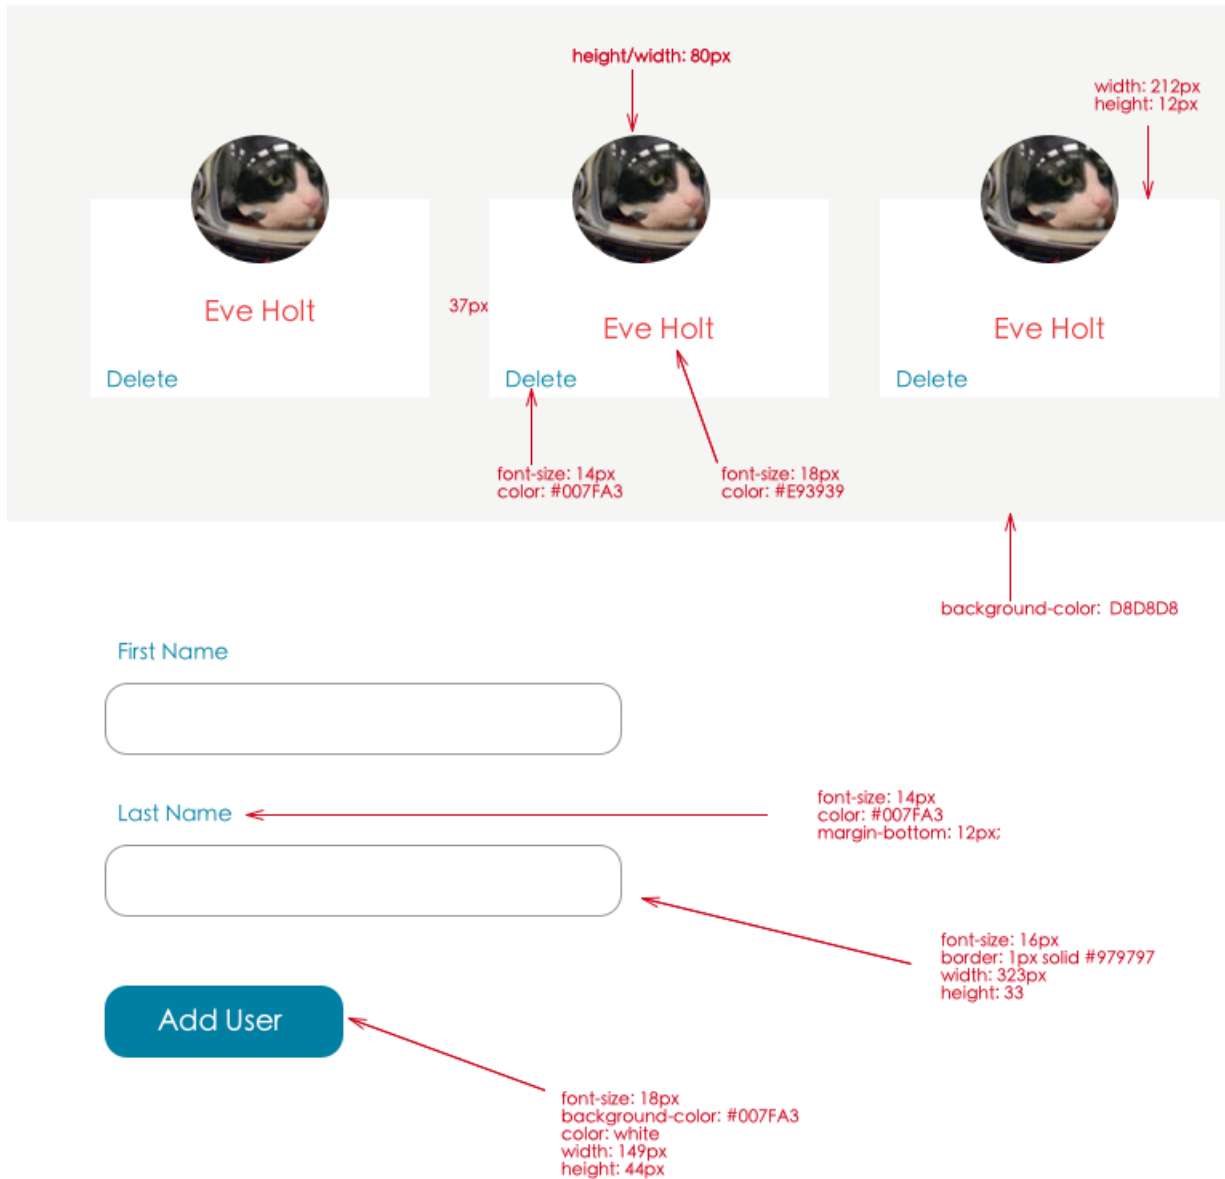 height/width: 80px
width: 212px
height: 12px
Eve Holt
37px
Eve Holt
Eve Holt
Delete
Delete
Delete
font-size: 14px
color: #007FA3
font-size: 18px
color: #E93939
background-color: D8D8D8
First Name
Last Name
font-size: 14px
color: #007FA3
margin-bottom: 12px;
font-size: 16px
border: 1px solid #979797
width: 323px
height: 33
Add User
font-size: 18px
background-color: #007FA3
color: white
width: 149px
height: 44px